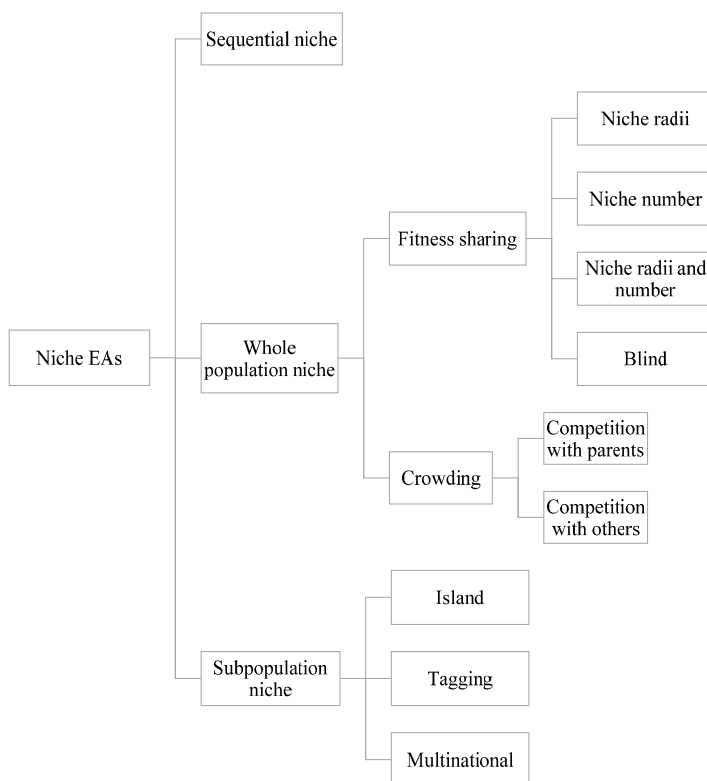 Sequential niche
Niche radii
Niche number
Fitness sharing
Niche radii and
number
Niche EAs
Whole
population niche
Blind
Competition
with parents
Crowding
Competition
with others
Island
Subpopulation
niche
Tagging
Multinational